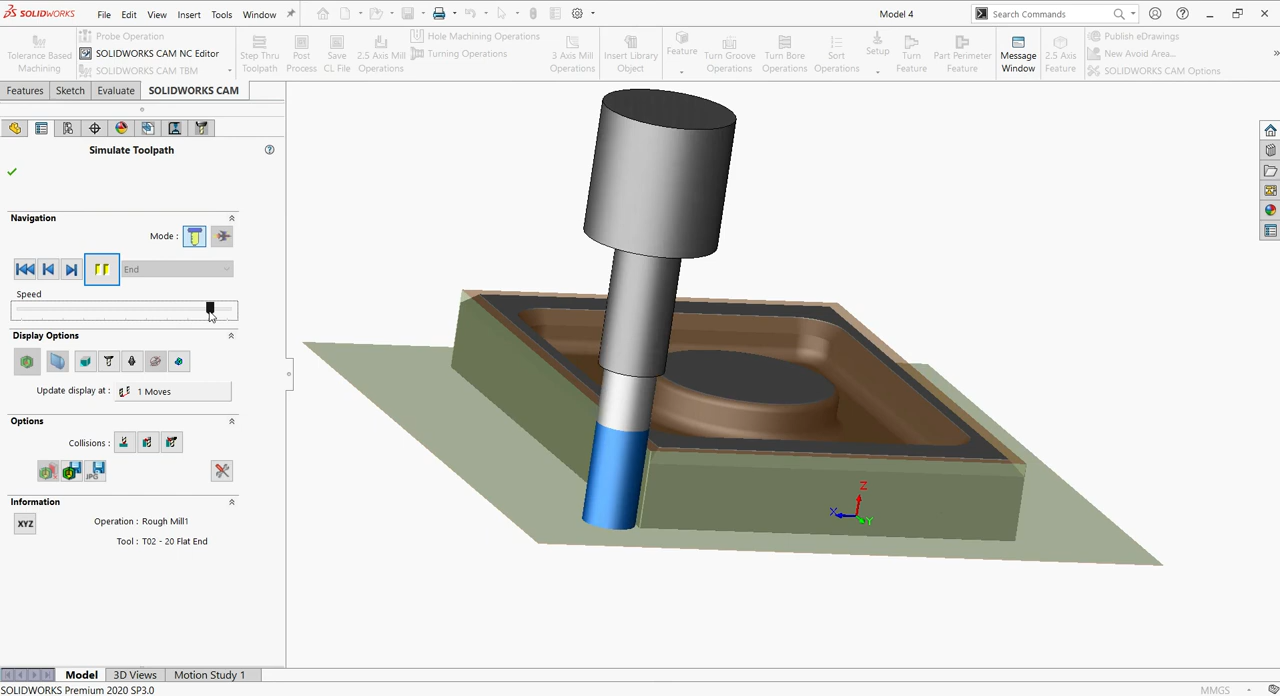 SOLIDWORKS File Edit View Insert Tools Window Model 4 Search Commands
Tolerance Based Machining
Probe Operation
SOLIDWORKS CAM NC Editor
SOLIDWORKS CAM TBM
Step Thru Toolpath
Post Process
Save CL File
2.5 Axis Mill Operations
Hole Machining Operations
Turning Operations
3 Axis Mill Operations
Insert Library Object
Feature
Turn Groove Operations
Turn Bore Operations
Setup
Sort Operations
Turn Feature
Part Perimeter Feature
Message Window
2.5 Axis Feature
Publish eDrawings
New Avoid Area...
SOLIDWORKS CAM Options
Features Sketch Evaluate SOLIDWORKS CAM
Simulate Toolpath
Navigation
Mode :
End
Speed
Display Options
Update display at : 1 Moves
Options
Collisions :
JPG
Information
XYZ
Operation : Rough Mill1
Tool : T02 - 20 Flat End
Z
X
Y
Model 3D Views Motion Study 1
SOLIDWORKS Premium 2020 SP3.0 MMGS